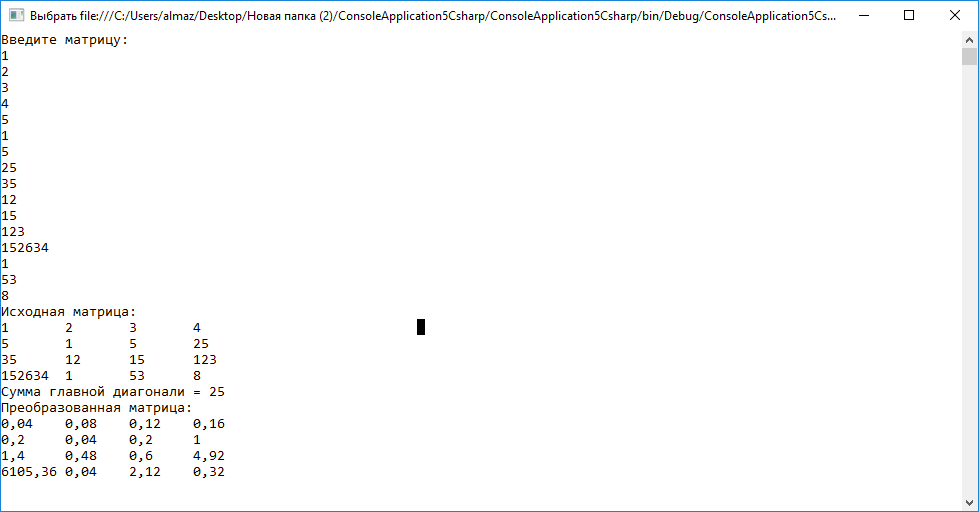 Выбрать file:///C:/Users/almaz/Desktop/Новая папка (2)/ConsoleApplication5Csharp/ConsoleApplication5Csharp/bin/Debug/ConsoleApplication5Cs...
Введите матрицу:
1
2
3
4
5
1
5
25
35
12
15
123
152634
1
53
8
Исходная матрица:
1 2 3 4
5 1 5 25
35 12 15 123
152634 1 53 8
Сумма главной диагонали = 25
Преобразованная матрица:
0,04 0,08 0,12 0,16
0,2 0,04 0,2 1
1,4 0,48 0,6 4,92
6105,36 0,04 2,12 0,32